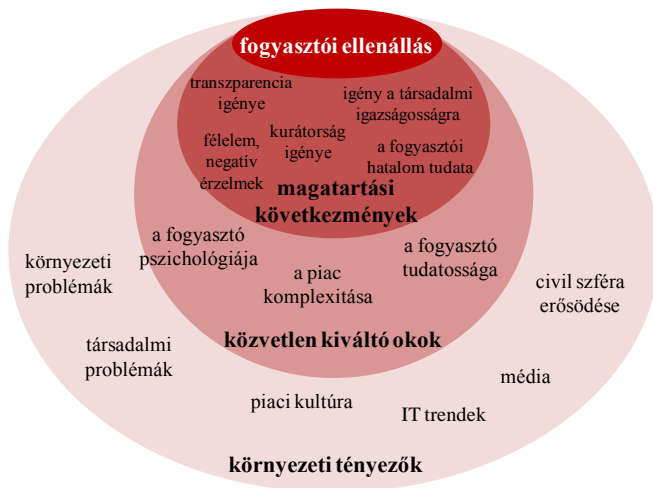 fogyasztói ellenállás
transzparencia
igénye
igény a társadalmi
igazságosságra
félelem,
negatív
érzelmek
kurátorság
igénye
a fogyasztói
hatalom tudata
magatartási
következmények
a fogyasztó
pszichológiája
a piac
komplexitása
a fogyasztó
tudatossága
közvetlen kiváltó okok
környezeti
problémák
társadalmi
problémák
piaci kultúra
IT trendek
média
civil szféra
erősödése
környezeti tényezők